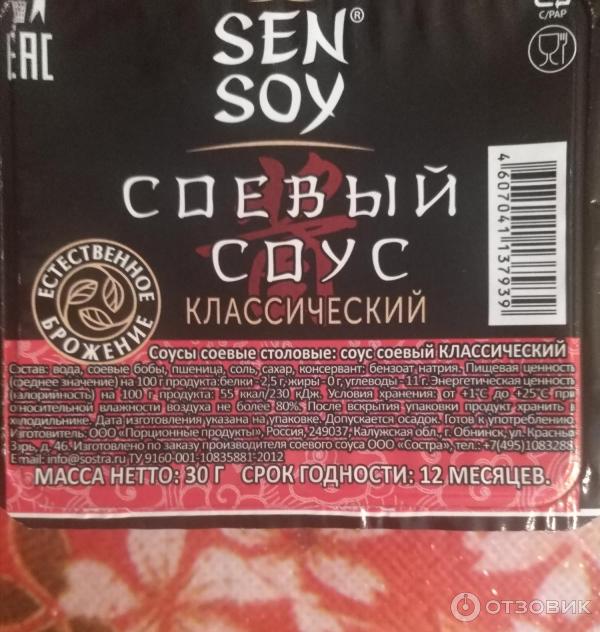 EAC
SEN®
SOY
C/PAP
СОЕВЫЙ
СОУС
КЛАССИЧЕСКИЙ
ЕСТЕСТВЕННОЕ
БРОЖЕНИЕ
4607041137939
Соусы соевые столовые: соус соевый КЛАССИЧЕСКИЙ
Состав: вода, соевые бобы, пшеница, соль, сахар, консервант: бензоат натрия. Пищевая ценность
(среднее значение) на 100 г продукта:белки - 2,5 г, жиры - 0 г, углеводы - 11 г. Энергетическая ценность
(калорийность) на 100 г продукта: 55 ккал/230 кДж. Условия хранения: от +1°С до +25°С при
относительной влажности воздуха не более 80%. После вскрытия упаковки продукт хранить в
холодильнике. Дата изготовления указана на упаковке. Допускается осадок. Готов к употреблению.
Изготовитель: ООО «Порционные продукты», Россия, 249037, Калужская обл., г. Обнинск, ул. Красных
Зорь, д. 46. Изготовлено по заказу производителя соевого соуса ООО «Состра», тел.: +7(495)1083288
E mail: info@sostra.ru ТУ 9160-001-10835881-2012
МАССА НЕТТО: 30 Г СРОК ГОДНОСТИ: 12 МЕСЯЦЕВ.
ОТЗОВИК